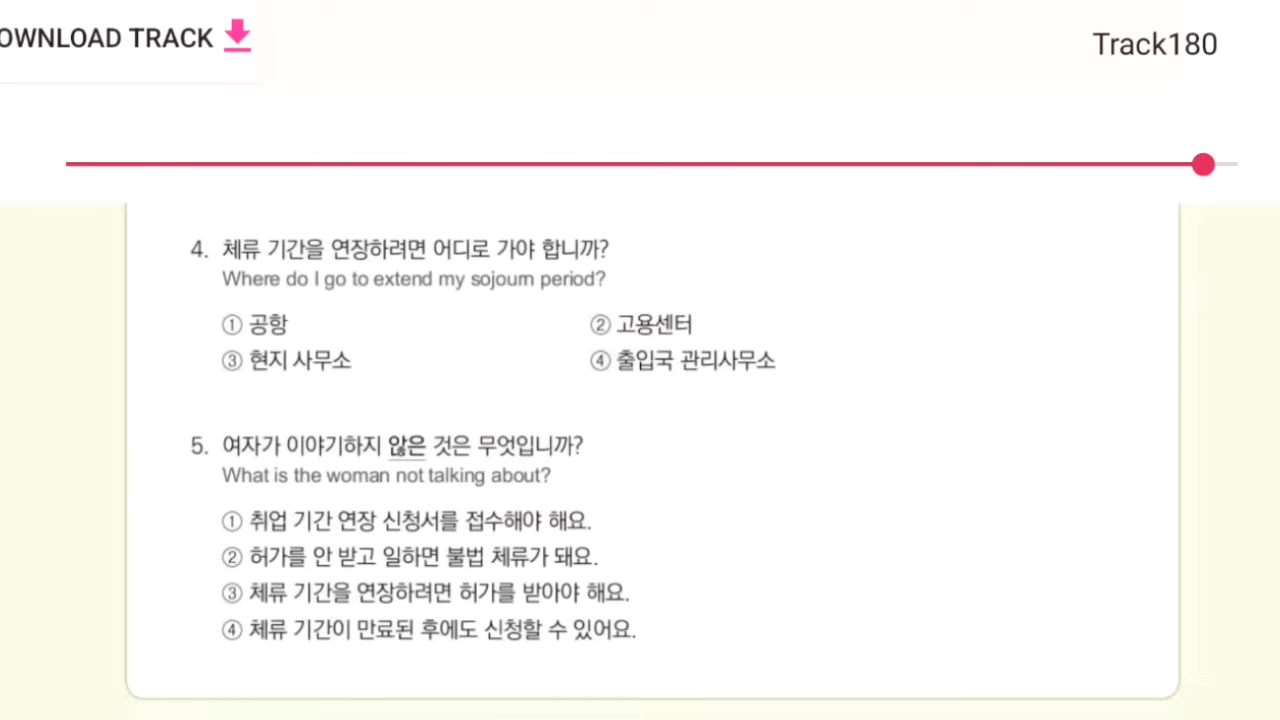 OWNLOAD TRACK
Track180
4. 체류 기간을 연장하려면 어디로 가야 합니까?
Where do I go to extend my sojourn period?
① 공항 ② 고용센터
③ 현지 사무소 ④ 출입국 관리사무소
5. 여자가 이야기하지 않은 것은 무엇입니까?
What is the woman not talking about?
① 취업 기간 연장 신청서를 접수해야 해요.
② 허가를 안 받고 일하면 불법 체류가 돼요.
③ 체류 기간을 연장하려면 허가를 받아야 해요.
④ 체류 기간이 만료된 후에도 신청할 수 있어요.